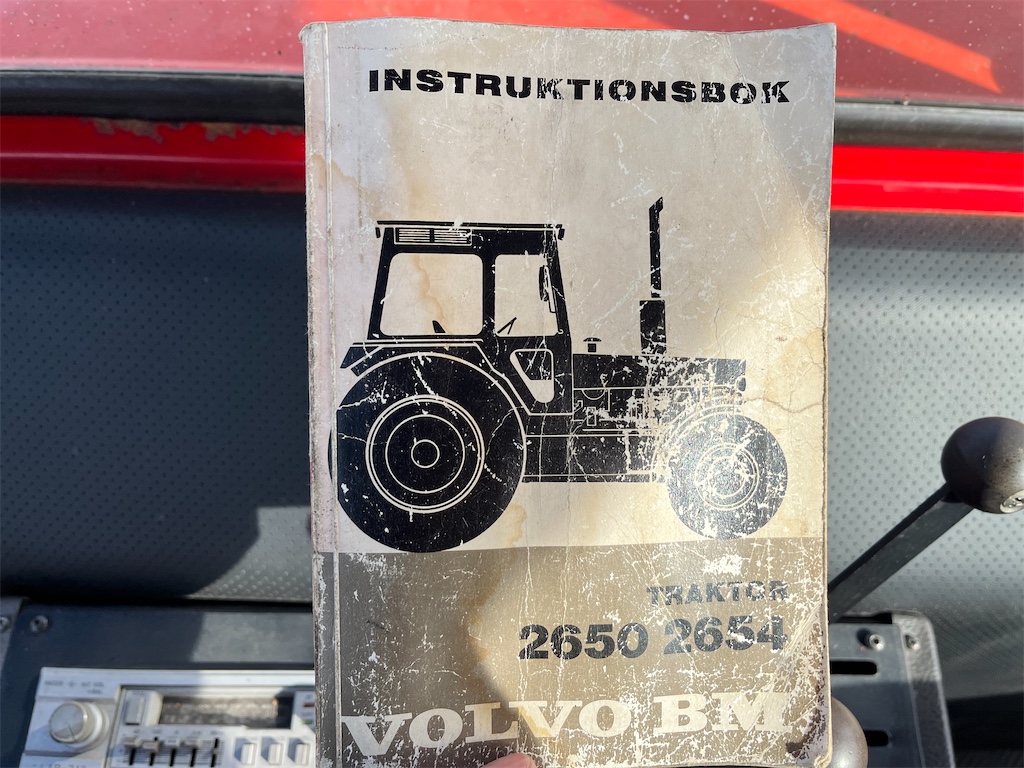 INSTRUKTIONSBOK
TRAKTOR
2650 2654
VOLVO BM